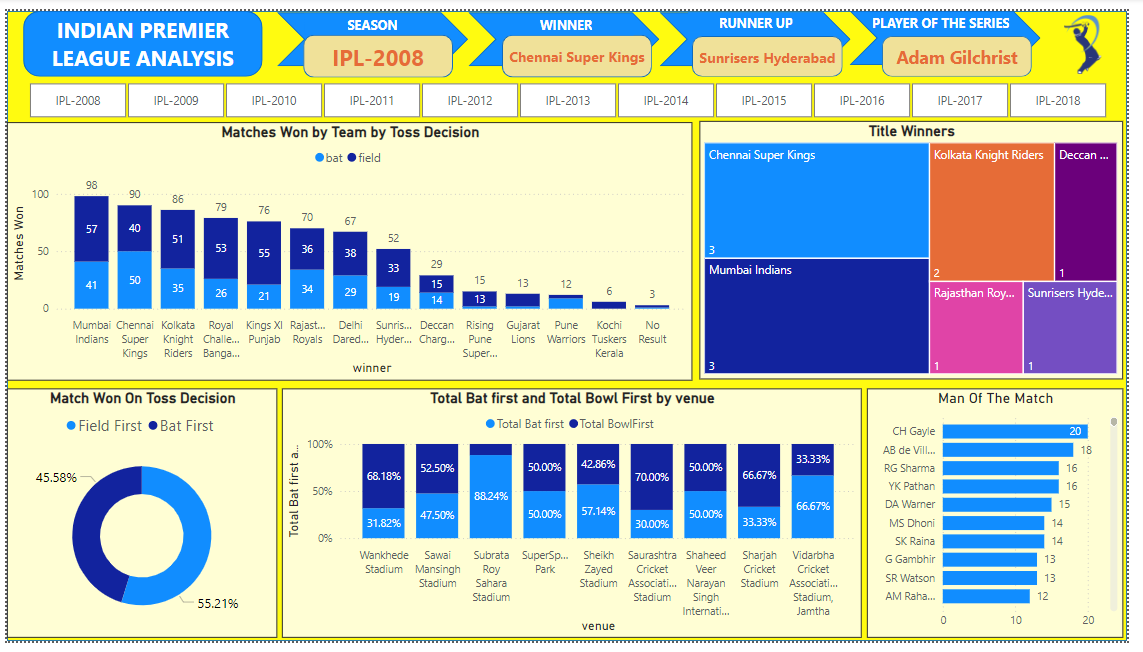 INDIAN PREMIER
LEAGUE ANALYSIS
SEASON
IPL-2008
WINNER
Chennai Super Kings
RUNNER UP
Sunrisers Hyderabad
PLAYER OF THE SERIES
Adam Gilchrist
IPL-2008 IPL-2009 IPL-2010 IPL-2011 IPL-2012 IPL-2013 IPL-2014 IPL-2015 IPL-2016 IPL-2017 IPL-2018
Matches Won by Team by Toss Decision
bat field
Matches Won
100
50
0
98 90 86 79 76 70 67 52 29 15 13 12 6 3
57 40 51 53 55 36 38 33 15 13
41 50 35 26 21 34 29 19 14
Mumbai Chennai Kolkata Royal Kings XI Rajast... Delhi Sunris... Deccan Rising Gujarat Pune Kochi No
Indians Super Knight Challe... Punjab Royals Dared... Hyder... Charg... Pune Lions Warriors Tuskers Result
Kings Riders Banga... Super... Kerala
winner
Title Winners
Chennai Super Kings
3
Mumbai Indians
3
Kolkata Knight Riders
2
Deccan ...
1
Rajasthan Roy...
1
Sunrisers Hyde...
1
Match Won On Toss Decision
Field First Bat First
45.58%
55.21%
Total Bat first and Total Bowl First by venue
Total Bat first Total BowlFirst
Total Bat first a...
100%
50%
0%
68.18% 52.50% 50.00% 42.86% 70.00% 50.00% 66.67% 33.33%
31.82% 47.50% 88.24% 50.00% 57.14% 30.00% 50.00% 33.33% 66.67%
Wankhede Sawai Subrata SuperSp... Sheikh Saurashtra Shaheed Sharjah Vidarbha
Stadium Mansingh Roy Park Zayed Cricket Veer Cricket Cricket
Stadium Sahara Stadium Associati... Narayan Stadium Associati...
Stadium Stadium Singh Stadium,
Internati... Jamtha
venue
Man Of The Match
CH Gayle 20
AB de Vill... 18
RG Sharma 16
YK Pathan 16
DA Warner 15
MS Dhoni 14
SK Raina 14
G Gambhir 13
SR Watson 13
AM Raha... 12
0 10 20